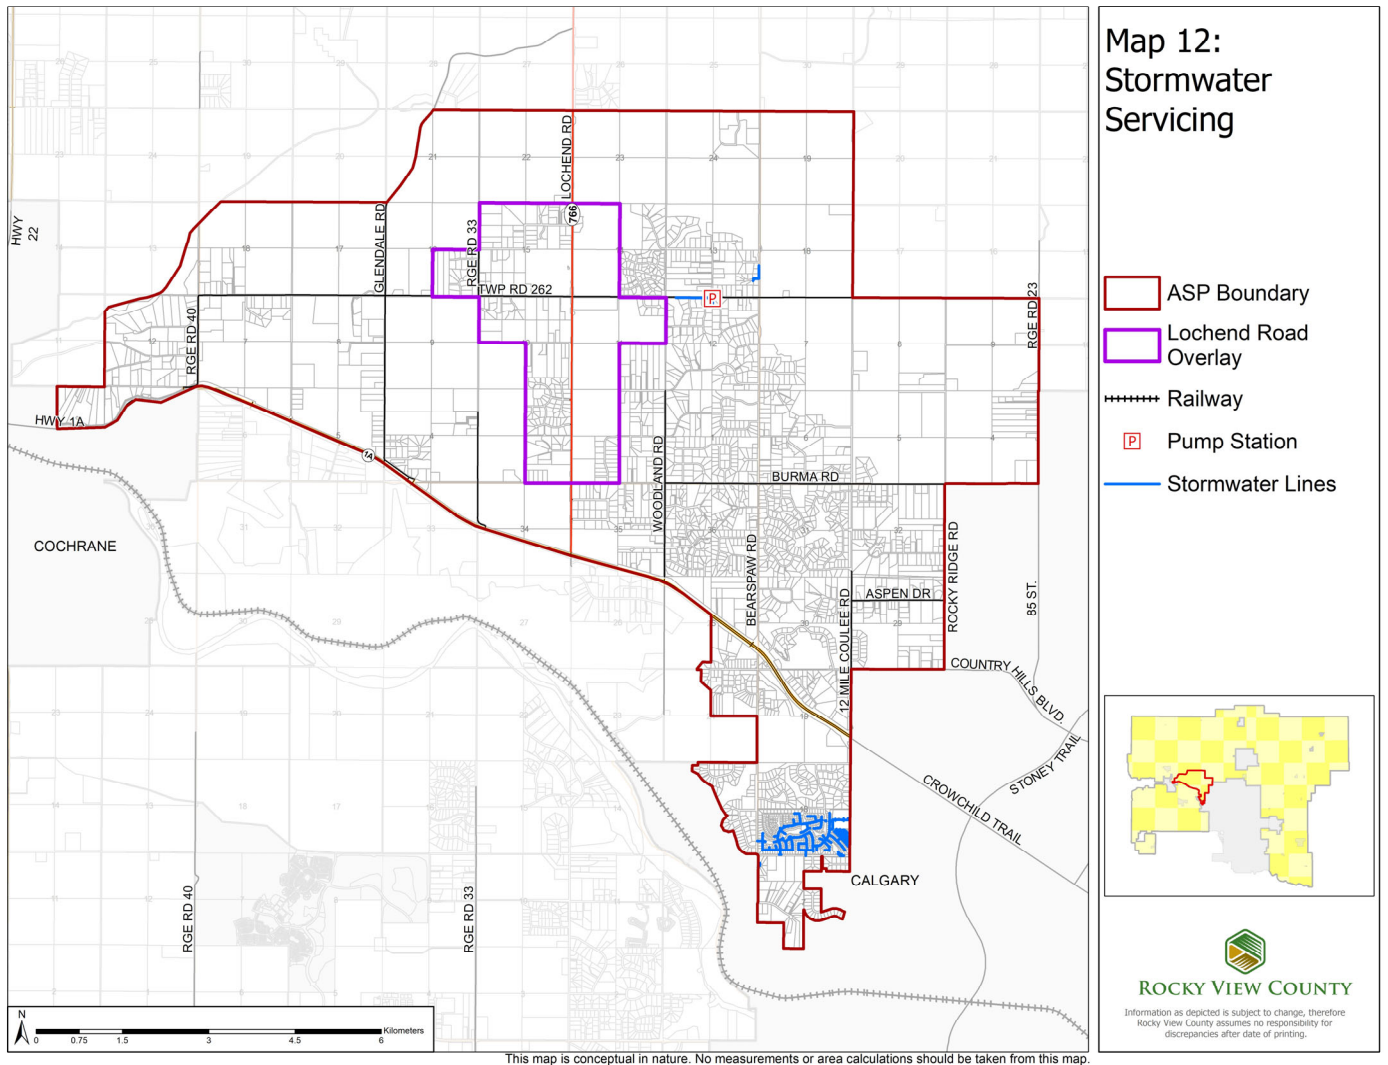 Map 12:
Stormwater
Servicing
ASP Boundary
Lochend Road
Overlay
Railway
P
Pump Station
Stormwater Lines
HWY
22
GLENDALE RD
RGE RD 33
LOCHEND RD
766
TWP RD 262
P
RGE RD 40
RGE RD 23
HWY 1A
1A
WOODLAND RD
BURMA RD
COCHRANE
BEARSPAW RD
ROCKY RIDGE RD
ASPEN DR
85 ST.
12 MILE COULEE RD
COUNTRY
HILLS BLVD.
STONEY TRAIL
CROWCHILD TRAIL
CALGARY
RGE RD 40
RGE RD 33
N
0 0.75 1.5 3 4.5 6
Kilometers
ROCKY VIEW COUNTY
Information as depicted is subject to change, therefore
Rocky View County assumes no responsibility for
discrepancies after date of printing.
This map is conceptual in nature. No measurements or area calculations should be taken from this map.